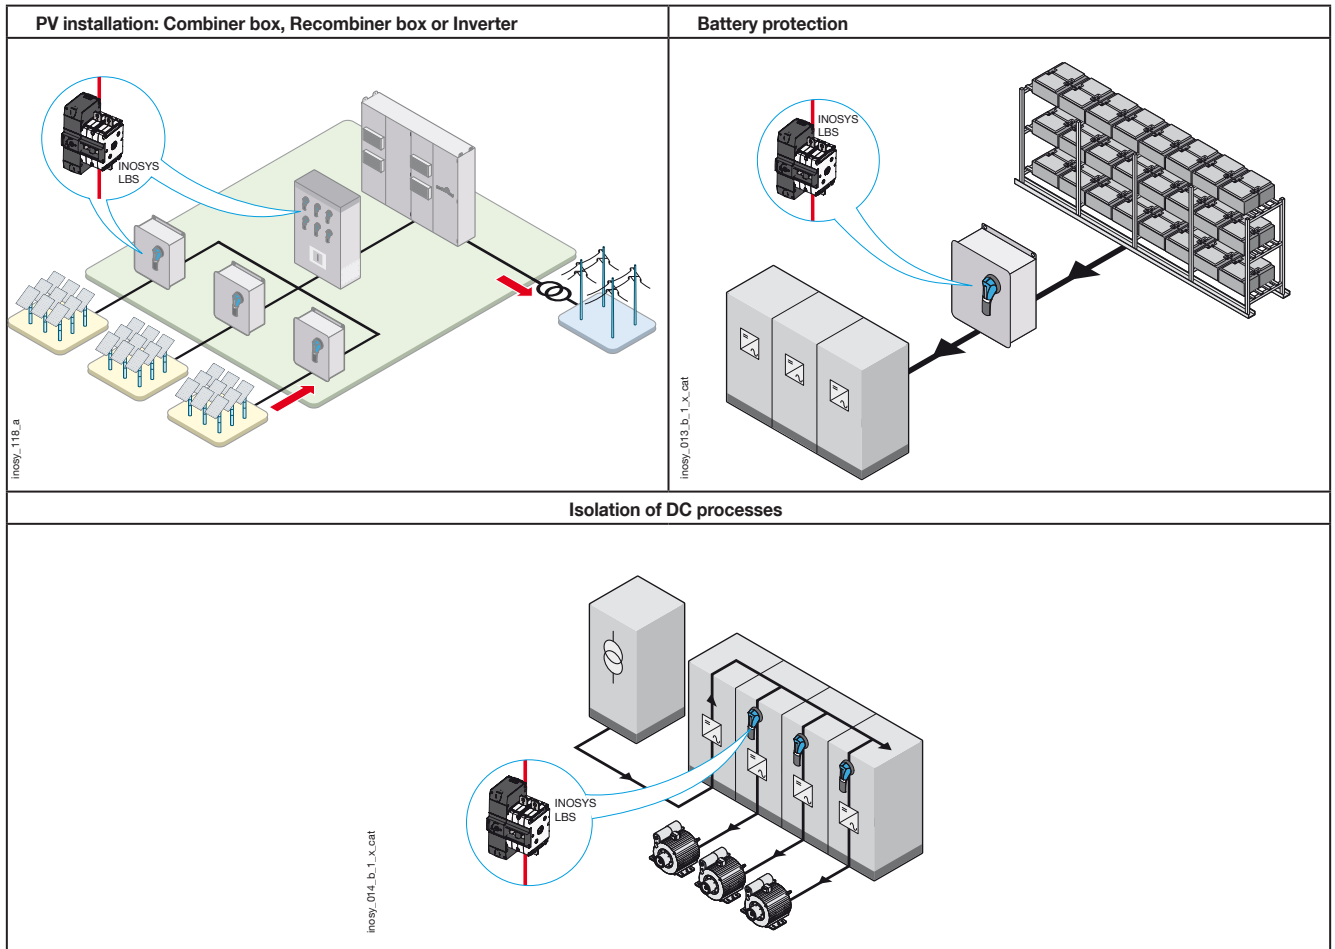 PV installation: Combiner box, Recombiner box or Inverter
INOSYS
LBS
inosy_118_a
Battery protection
INOSYS
LBS
inosy_013_b_1_x_cat
Isolation of DC processes
INOSYS
LBS
inosy_014_b_1_x_cat